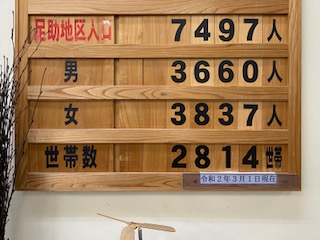 足助地区人口 7497人
男 3660人
女 3837人
世帯数 2814世帯
令和2年3月1日現在